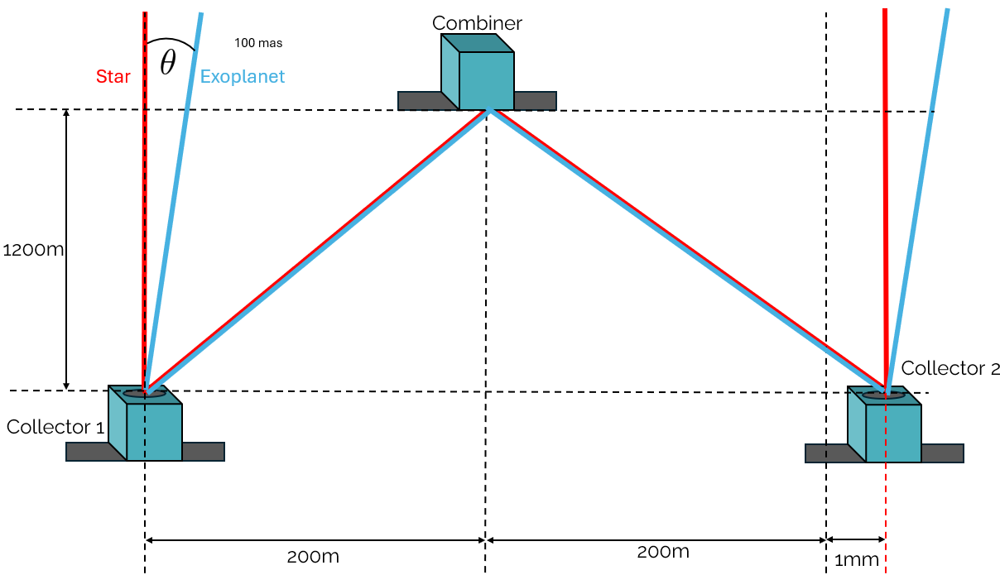 Combiner
100 mas
θ
Star
Exoplanet
1200m
Collector 2
Collector 1
200m
200m
1mm